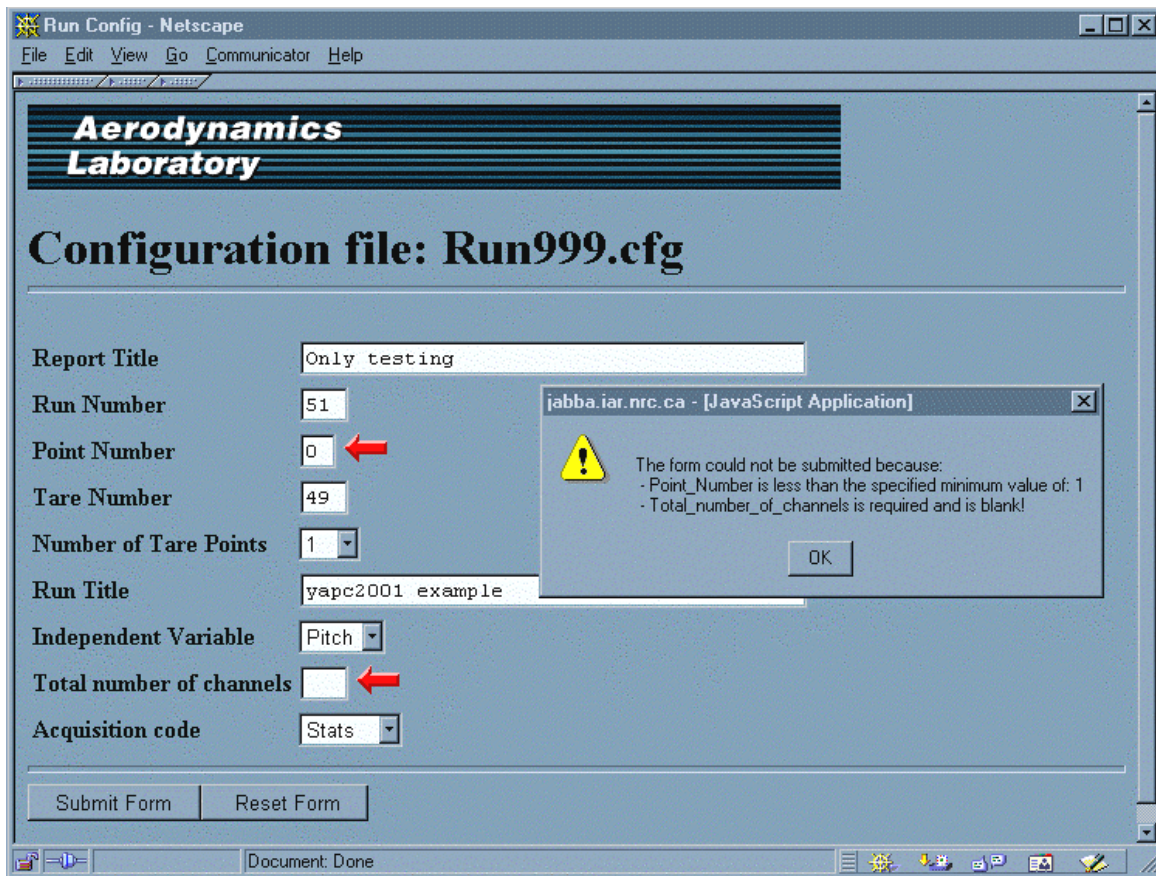 Run Config - Netscape
File Edit View Go Communicator Help
Aerodynamics
Laboratory
Configuration file: Run999.cfg
Report Title Only testing
Run Number 51
Point Number 0
Tare Number 49
Number of Tare Points 1
Run Title yapc2001 example
Independent Variable Pitch
Total number of channels
Acquisition code Stats
jabba.iar.nrc.ca - [JavaScript Application]
The form could not be submitted because:
- Point_Number is less than the specified minimum value of: 1
- Total_number_of_channels is required and is blank!
OK
Submit Form Reset Form
Document: Done